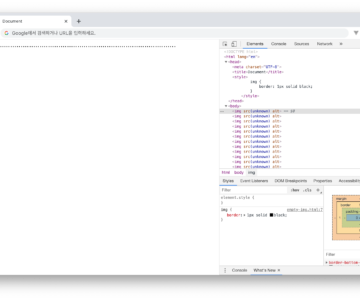 Document
Google에서 검색하거나 URL을 입력하세요.
Elements Console Sources Network
<html lang="en">
<head>
<meta charset="UTF-8">
<title>Document</title>
<style>
img {
border: 1px solid black;
}
</style>
</head>
<body>
<img src(unknown) alt> == $0
<img src(unknown) alt>
<img src(unknown) alt>
<img src(unknown) alt>
<img src(unknown) alt>
<img src(unknown) alt>
<img src(unknown) alt>
<img src(unknown) alt>
<img src(unknown) alt>
<img src(unknown) alt>
<img src(unknown) alt>
<img src(unknown) alt>
html body img
Styles Event Listeners DOM Breakpoints Properties Accessibility
Filter :hov .cls +
element.style {
}
img {
border: 1px solid black;
}
margin
border
padding
Filter
Console What's New